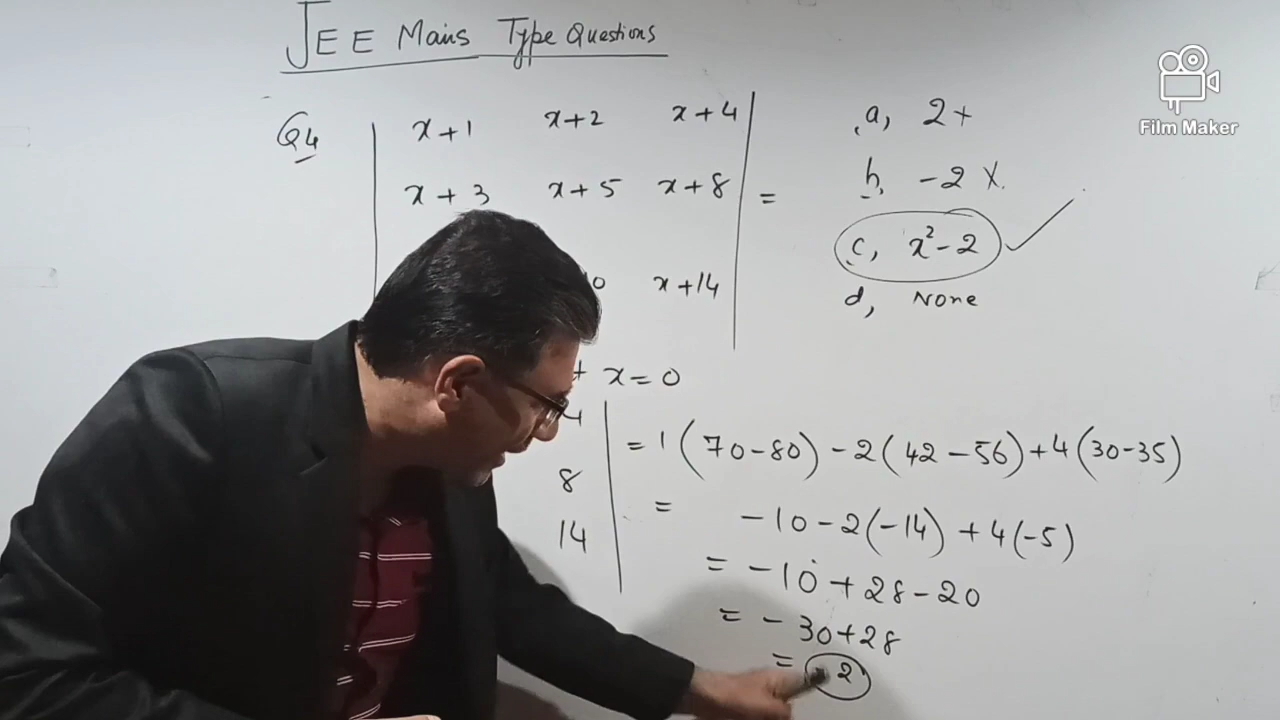 JEE Mains Type Questions
Film Maker
Q4
x+1 x+2 x+4
x+3 x+5 x+8 =
0 x+14
a, 2 +
b, -2 X.
c, x² - 2 ✓
d, None
x=0
8
14
= 1(70-80) -2(42-56) +4(30-35)
= -10 -2(-14) +4(-5)
= -10 + 28 - 20
= - 30 + 28
= 2